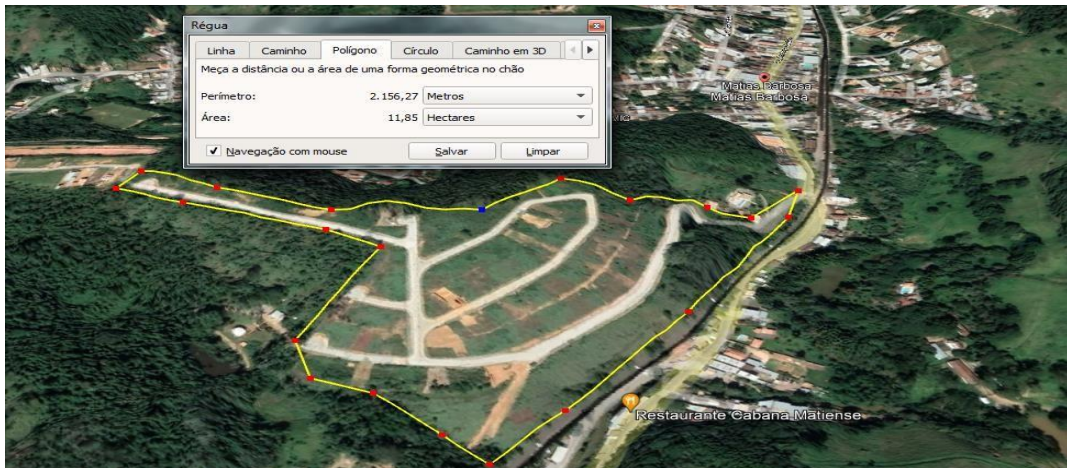 Régua
Linha Caminho Polígono Círculo Caminho em 3D
Meça a distância ou a área de uma forma geométrica no chão
Perímetro: 2.156,27 Metros
Área: 11,85 Hectares
Navegação com mouse Salvar Limpar
Matias Barbosa
Matias Barbosa
Restaurante Cabana Matiense